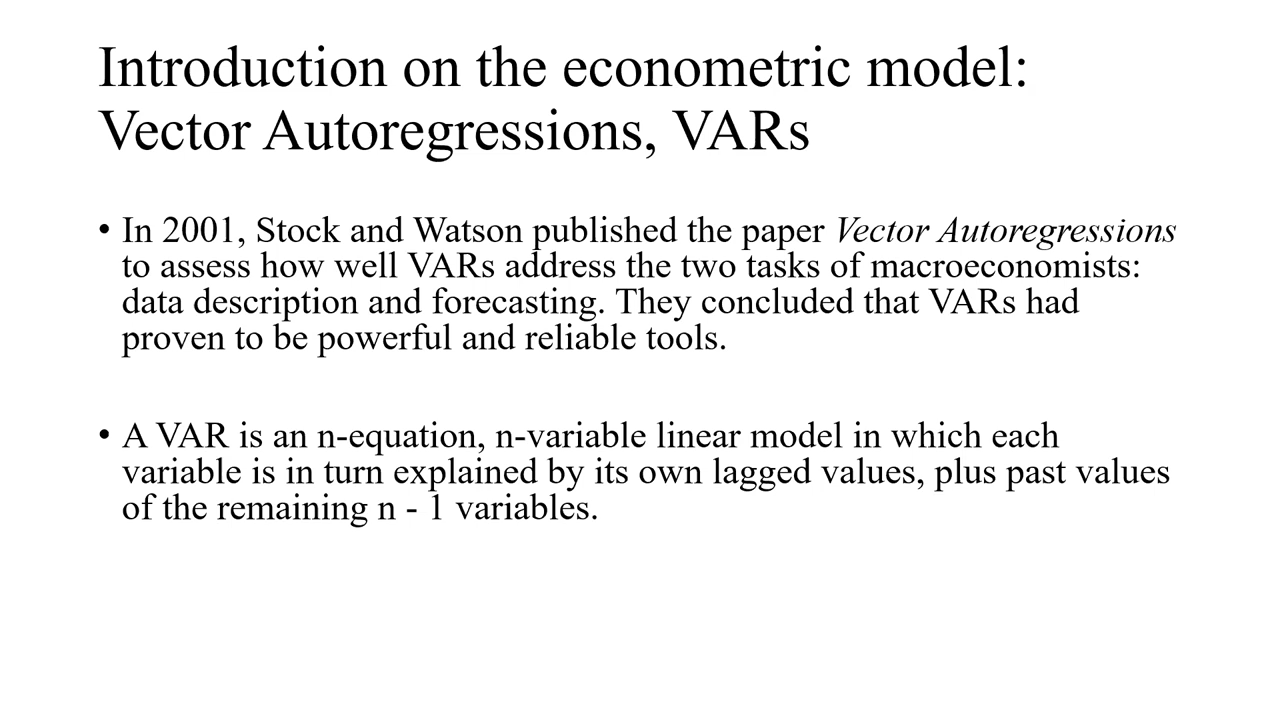 Introduction on the econometric model:
Vector Autoregressions, VARs
• In 2001, Stock and Watson published the paper Vector Autoregressions
to assess how well VARs address the two tasks of macroeconomists:
data description and forecasting. They concluded that VARs had
proven to be powerful and reliable tools.
• A VAR is an n-equation, n-variable linear model in which each
variable is in turn explained by its own lagged values, plus past values
of the remaining n - 1 variables.